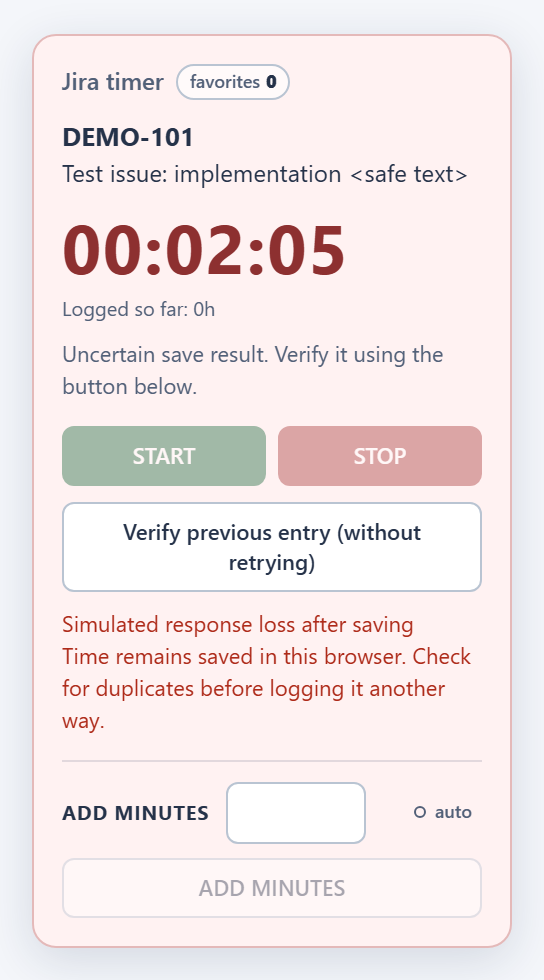 Jira timer favorites 0
DEMO-101
Test issue: implementation <safe text>
00:02:05
Logged so far: 0h
Uncertain save result. Verify it using the
button below.
START STOP
Verify previous entry (without
retrying)
Simulated response loss after saving
Time remains saved in this browser. Check
for duplicates before logging it another
way.
ADD MINUTES auto
ADD MINUTES